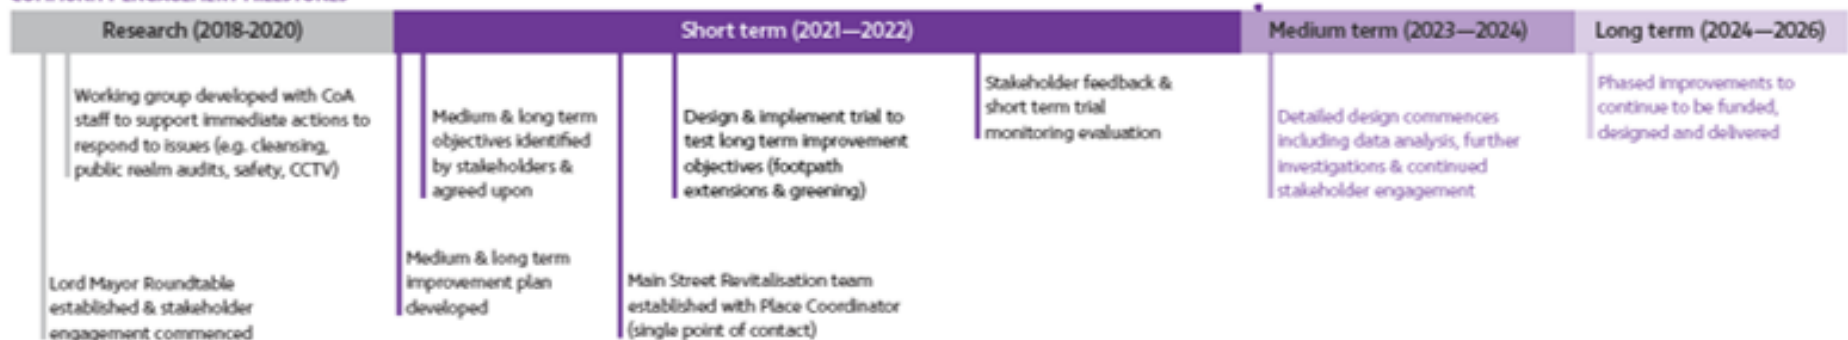 COMMUNITY ENGAGEMENT MILESTONES
Research (2018-2020)
Short term (2021—2022)
Medium term (2023—2024)
Long term (2024—2026)
Working group developed with CoA
staff to support immediate actions to
respond to issues (e.g. cleansing,
public realm audits, safety, CCTV)
Lord Mayor Roundtable
established & stakeholder
engagement commenced
Medium & long term
objectives identified
by stakeholders &
agreed upon
Medium & long term
improvement plan
developed
Design & implement trial to
test long term improvement
objectives (footpath
extensions & greening)
Main Street Revitalisation team
established with Place Coordinator
(single point of contact)
Stakeholder feedback &
short term trial
monitoring evaluation
Detailed design commences
including data analysis, further
investigations & continued
stakeholder engagement
Phased improvements to
continue to be funded,
designed and delivered